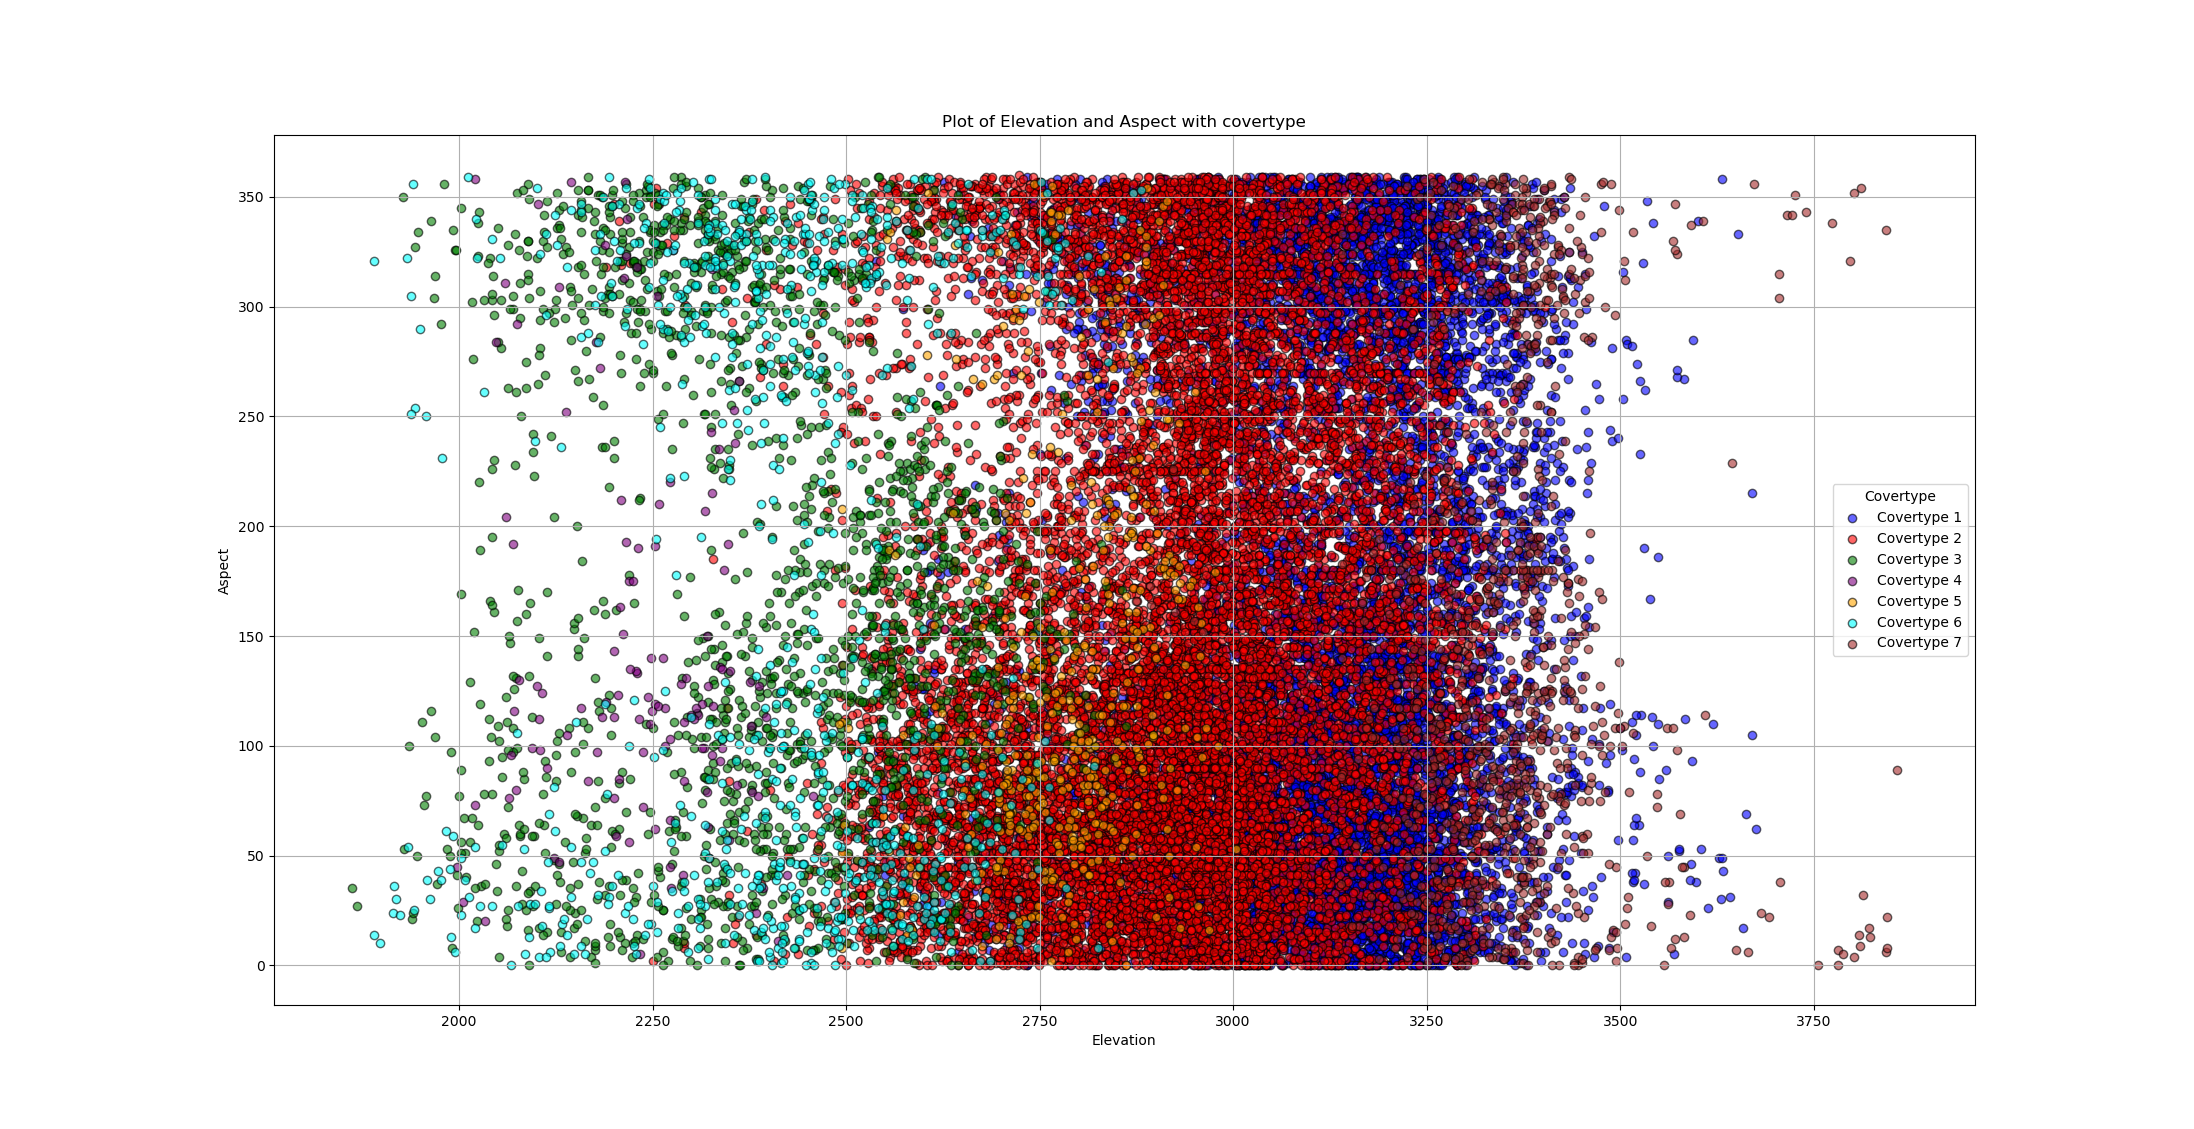 Plot of Elevation and Aspect with covertype
Aspect
350
300
250
200
150
100
50
0
2000 2250 2500 2750 3000 3250 3500 3750
Elevation
Covertype
Covertype 1
Covertype 2
Covertype 3
Covertype 4
Covertype 5
Covertype 6
Covertype 7